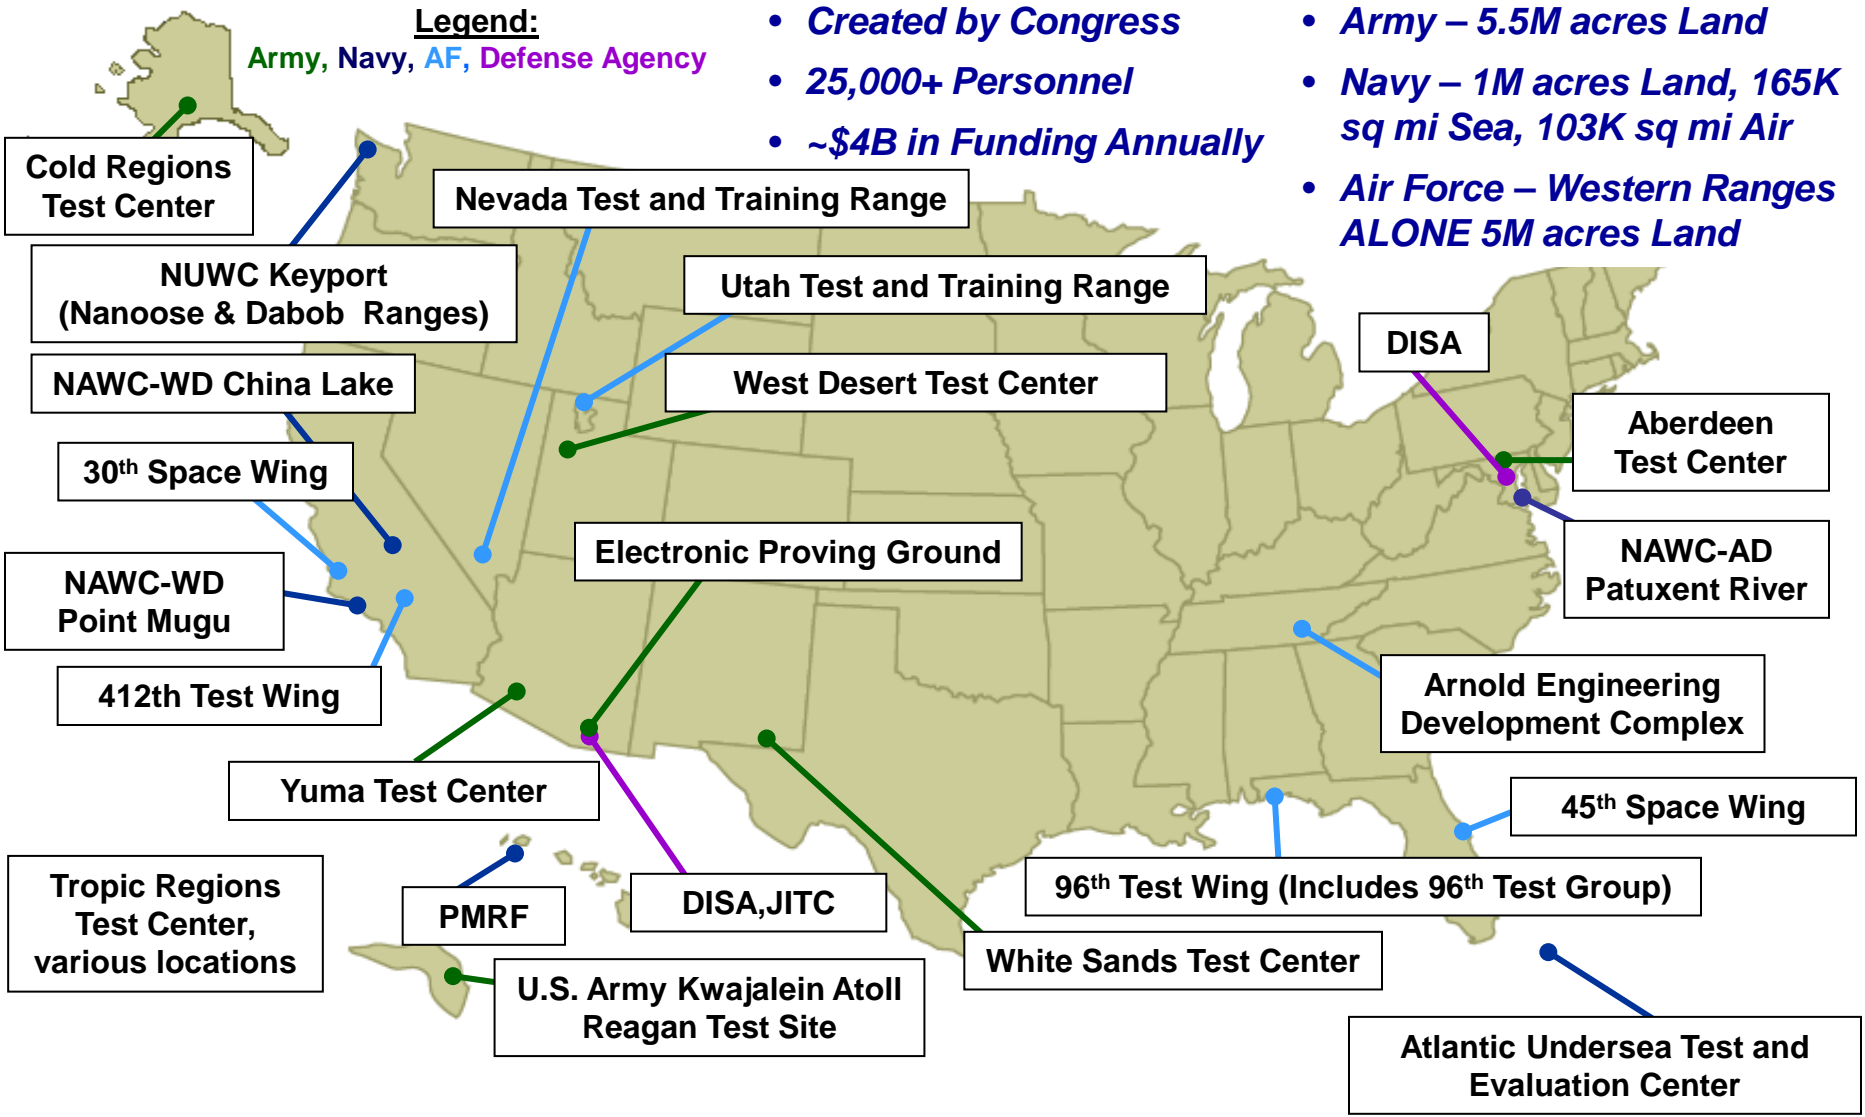 Legend:
Army, Navy, AF, Defense Agency
• Created by Congress
• 25,000+ Personnel
• ~$4B in Funding Annually
• Army – 5.5M acres Land
• Navy – 1M acres Land, 165K
sq mi Sea, 103K sq mi Air
• Air Force – Western Ranges
ALONE 5M acres Land
Cold Regions
Test Center
Nevada Test and Training Range
NUWC Keyport
(Nanoose & Dabob Ranges)
Utah Test and Training Range
DISA
NAWC-WD China Lake
West Desert Test Center
Aberdeen
Test Center
30th Space Wing
Electronic Proving Ground
NAWC-AD
Patuxent River
NAWC-WD
Point Mugu
412th Test Wing
Arnold Engineering
Development Complex
Yuma Test Center
45th Space Wing
Tropic Regions
Test Center,
various locations
PMRF
DISA,JITC
96th Test Wing (Includes 96th Test Group)
White Sands Test Center
U.S. Army Kwajalein Atoll
Reagan Test Site
Atlantic Undersea Test and
Evaluation Center